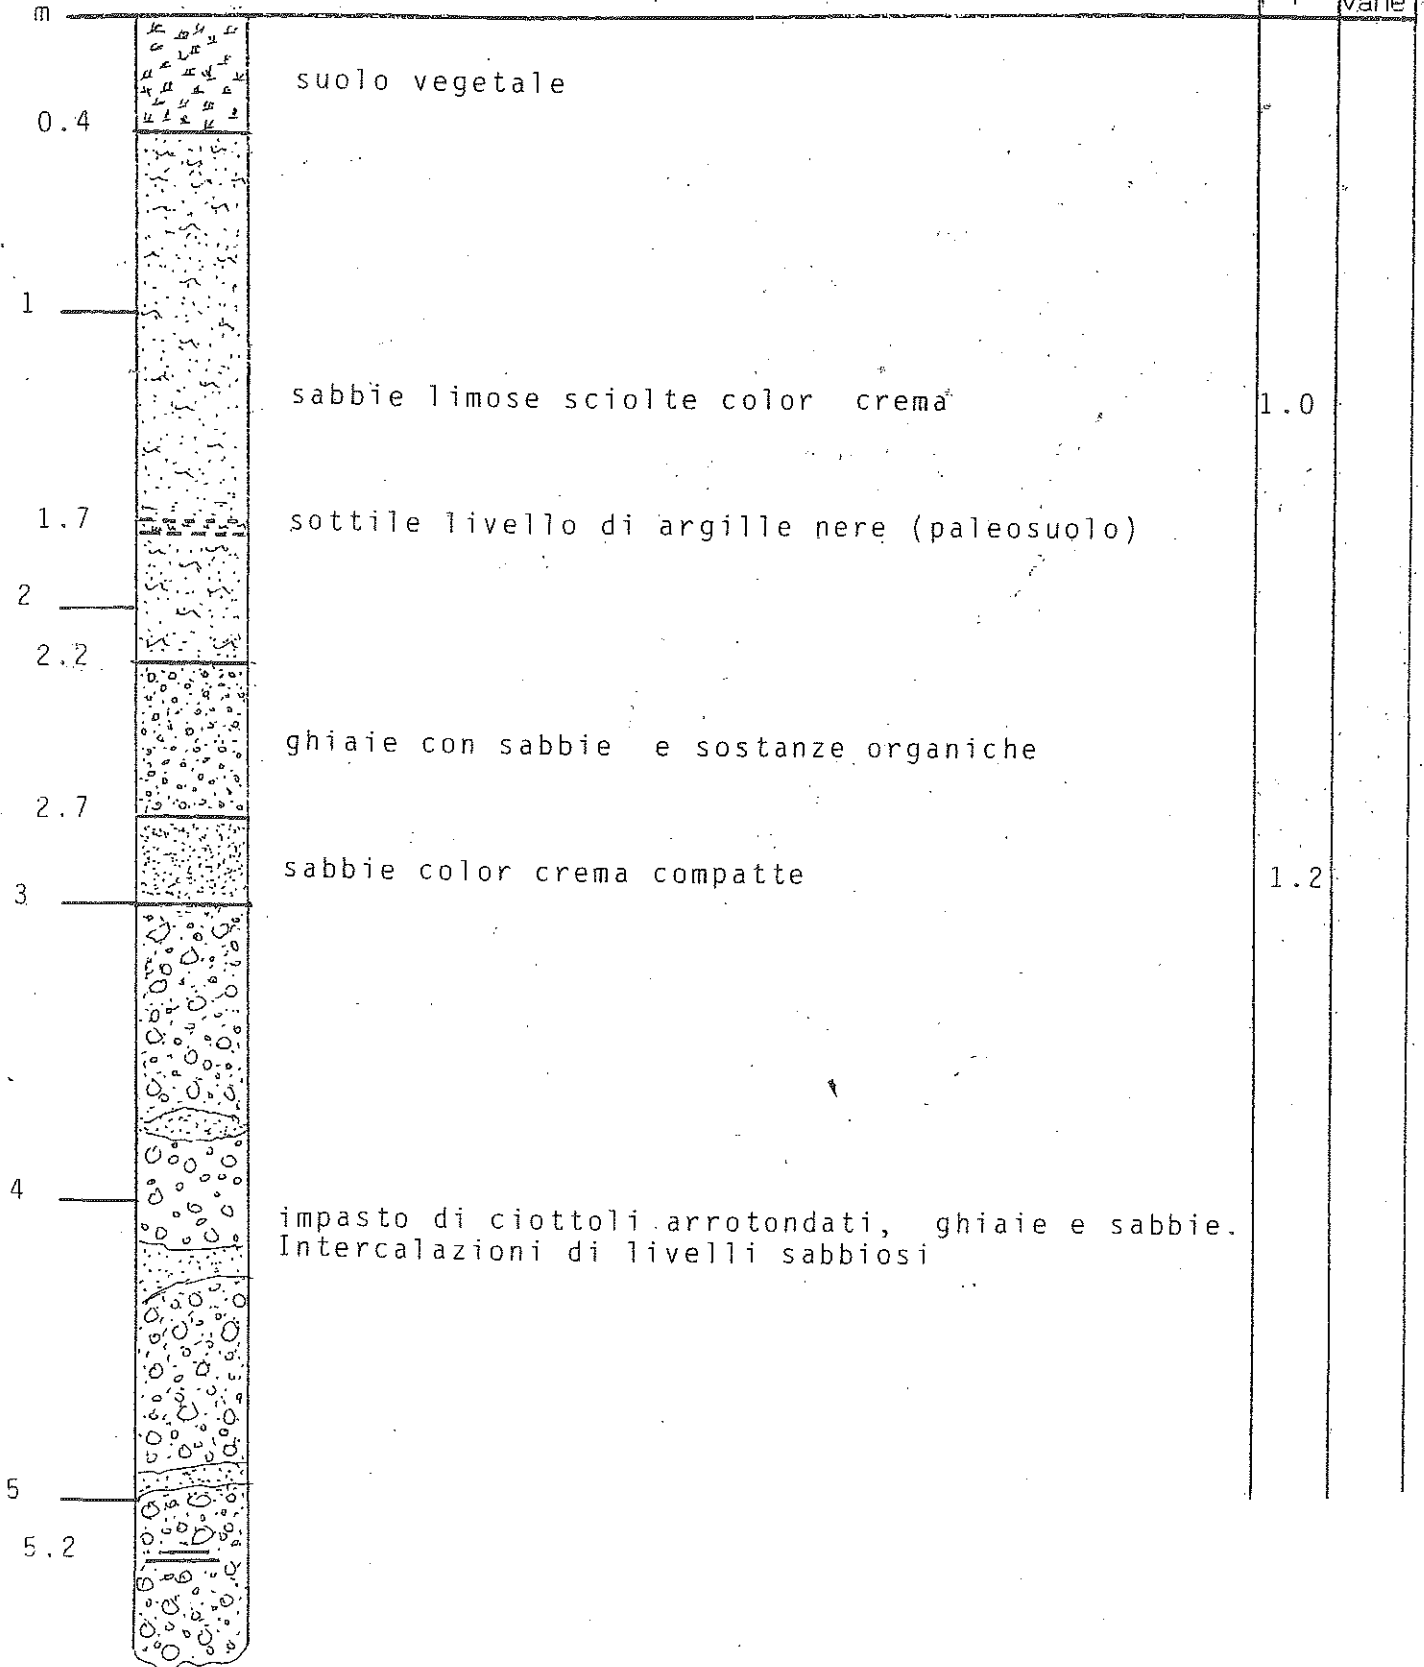 m
varie
suolo vegetale
0.4
1
sabbie limose sciolte color crema 1.0
1.7 sottile livello di argille nere (paleosuolo)
2
2.2
ghiaie con sabbie e sostanze organiche
2.7
sabbie color crema compatte 1.2
3
4
impasto di ciottoli arrotondati, ghiaie e sabbie.
Intercalazioni di livelli sabbiosi
5
5.2